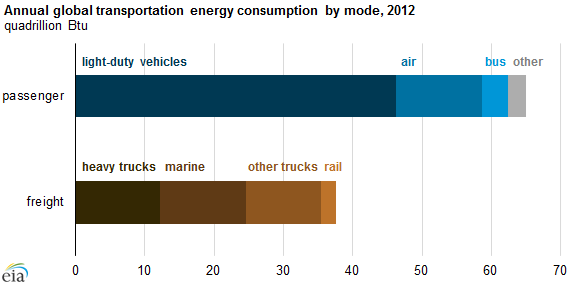 Annual global transportation energy consumption by mode, 2012
quadrillion Btu
light-duty vehicles air bus other
passenger
heavy trucks marine other trucks rail
freight
0 10 20 30 40 50 60 70
eia